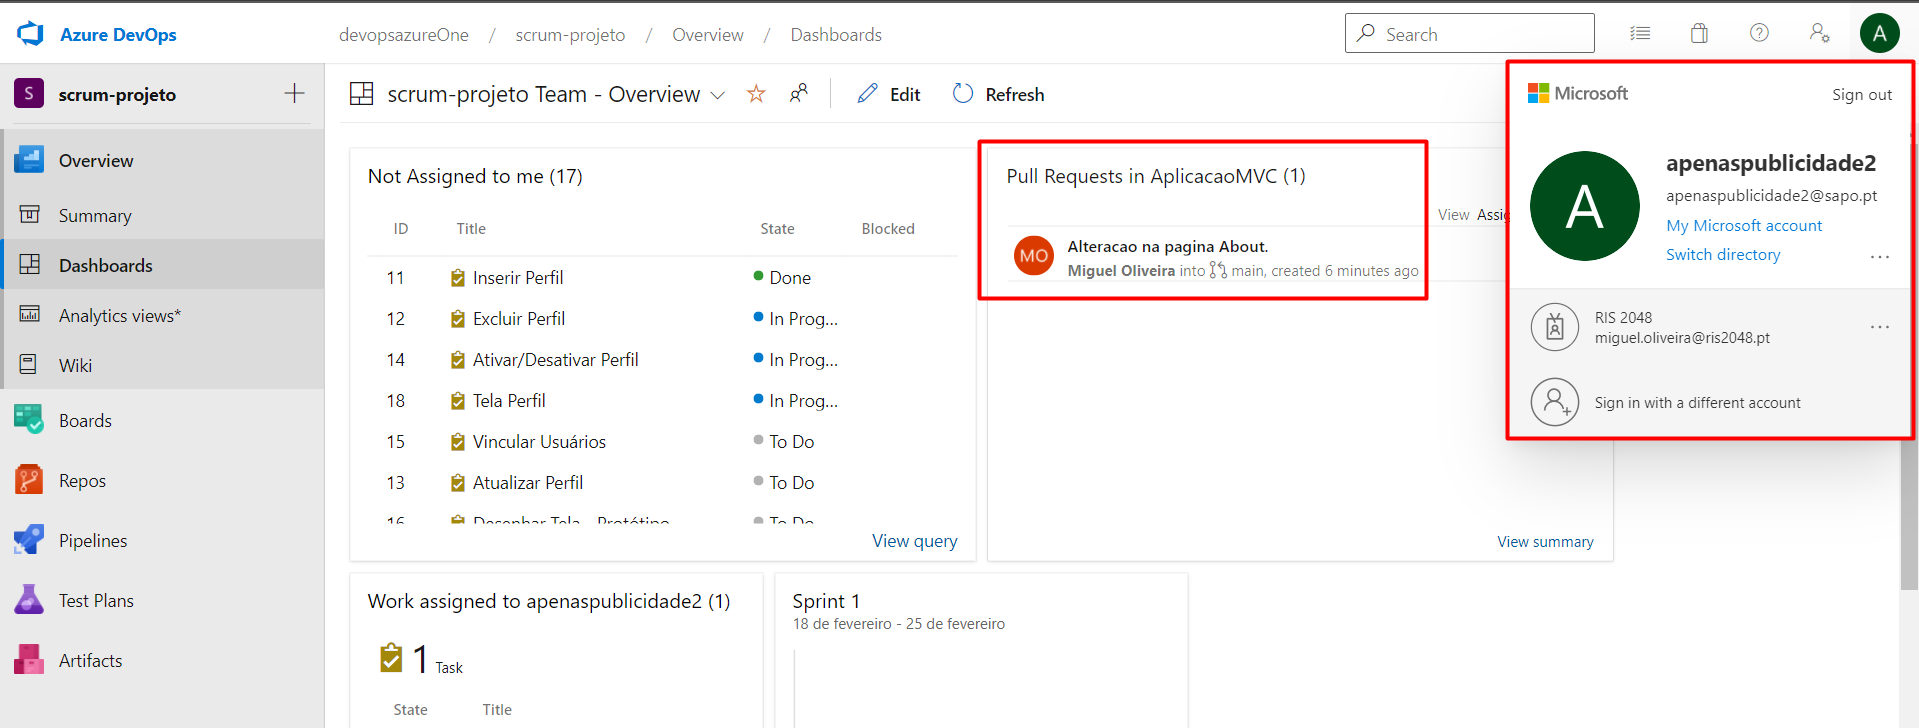 Azure DevOps
devopsazureOne / scrum-projeto / Overview / Dashboards
Search
A
S scrum-projeto
Overview
Summary
Dashboards
Analytics views*
Wiki
Boards
Repos
Pipelines
Test Plans
Artifacts
scrum-projeto Team - Overview
Edit
Refresh
Not Assigned to me (17)
ID Title State Blocked
11 Inserir Perfil Done
12 Excluir Perfil In Prog...
14 Ativar/Desativar Perfil In Prog...
18 Tela Perfil In Prog...
15 Vincular Usuários To Do
13 Atualizar Perfil To Do
16 Desenhar Tela - Protótipo To Do
View query
Pull Requests in AplicacaoMVC (1)
View Assig
MO
Alteracao na pagina About.
Miguel Oliveira into main, created 6 minutes ago
View summary
Microsoft
Sign out
A
apenaspublicidade2
apenaspublicidade2@sapo.pt
My Microsoft account
Switch directory
...
RIS 2048
miguel.oliveira@ris2048.pt
...
Sign in with a different account
Work assigned to apenaspublicidade2 (1)
1 Task
State Title
Sprint 1
18 de fevereiro - 25 de fevereiro